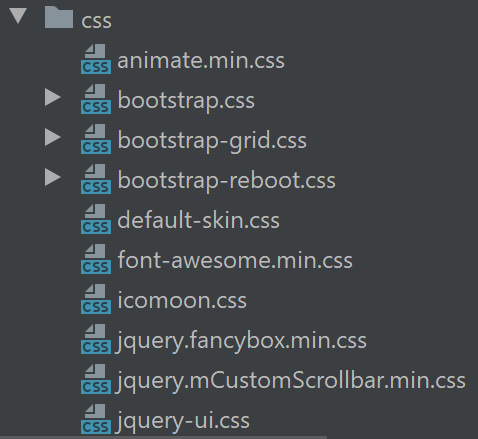 css
CSS animate.min.css
CSS bootstrap.css
CSS bootstrap-grid.css
CSS bootstrap-reboot.css
CSS default-skin.css
CSS font-awesome.min.css
CSS icomoon.css
CSS jquery.fancybox.min.css
CSS jquery.mCustomScrollbar.min.css
CSS jquery-ui.css